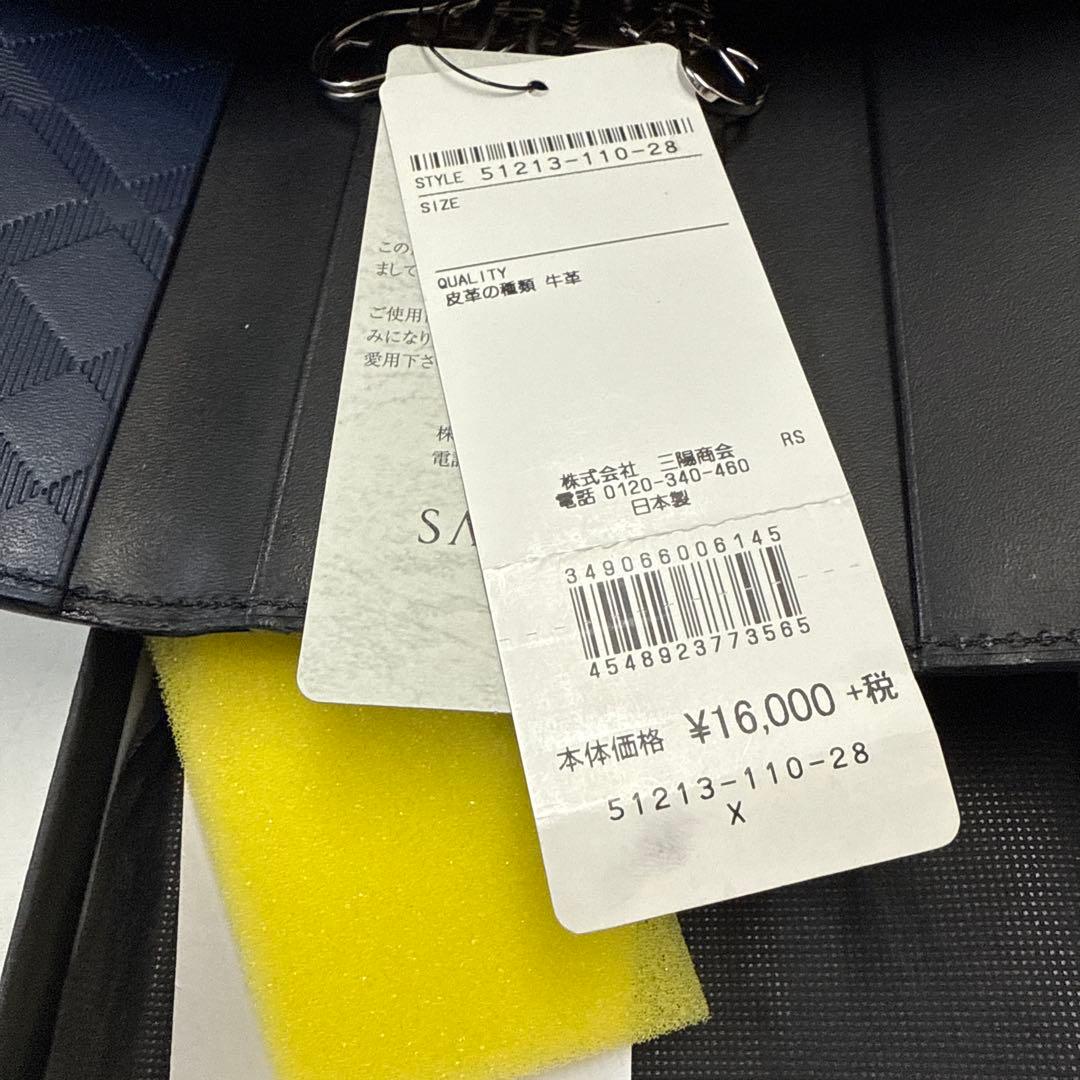 STYLE 51213-110-28
SIZE
QUALITY
皮革の種類 牛革
RS
株式会社 三陽商会
電話 0120-340-460
日本製
349066006145
4548923773565
本体価格 ¥16,000 +税
51213-110-28
X
この
まして
ご使用
みになり
愛用下さ
株
電話
SA